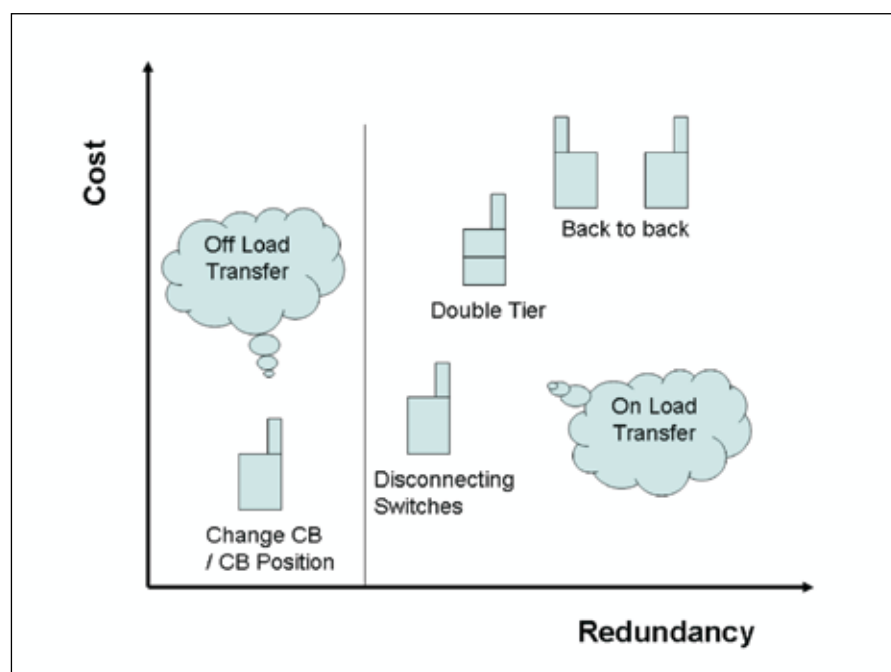 Cost
Off Load
Transfer
Back to back
Double Tier
On Load
Transfer
Disconnecting
Switches
Change CB
/ CB Position
Redundancy